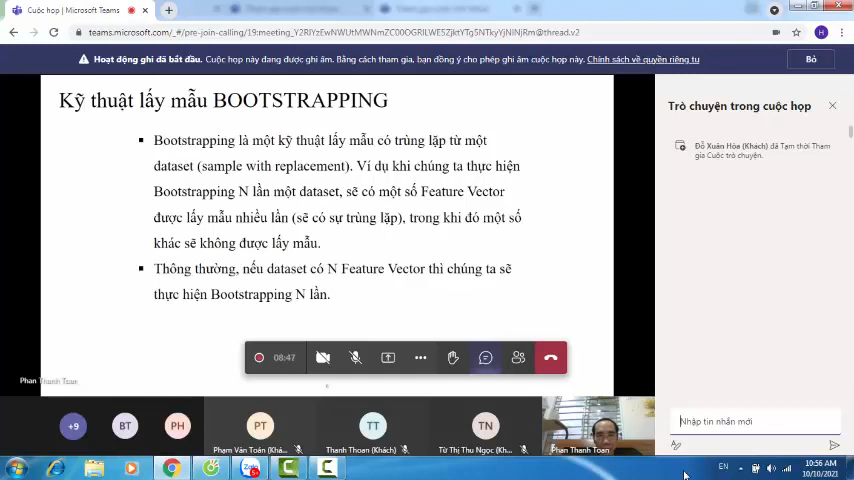 Cuộc họp | Microsoft Teams
teams.microsoft.com/_#/pre-join-calling/19:meeting_Y2RJYzEwNWUtMWNmZC00OGRlLWE5ZjktYTg5NTkyYjNlNjRm@thread.v2
Hoạt động ghi đã bắt đầu. Cuộc họp này đang được ghi âm. Bằng cách tham gia, bạn đồng ý cho phép ghi âm cuộc họp này. Chính sách về quyền riêng tư
Bỏ
Kỹ thuật lấy mẫu BOOTSTRAPPING
Bootstrapping là một kỹ thuật lấy mẫu có trùng lặp từ một
dataset (sample with replacement). Ví dụ khi chúng ta thực hiện
Bootstrapping N lần một dataset, sẽ có một số Feature Vector
được lấy mẫu nhiều lần (sẽ có sự trùng lặp), trong khi đó một số
khác sẽ không được lấy mẫu.
Thông thường, nếu dataset có N Feature Vector thì chúng ta sẽ
thực hiện Bootstrapping N lần.
08:47
Phan Thanh Toan
6
+9
BT
PH
PT
Phạm Văn Toản (Khá...
TT
Thanh Thoan (Khách)
TN
Từ Thị Thu Ngọc (Kh...
Phan Thanh Toan
Trò chuyện trong cuộc họp
Đỗ Xuân Hòa (Khách) đã Tạm thời Tham
gia Cuộc trò chuyện.
Nhập tin nhắn mới
H
Zalo
EN
10:56 AM
10/10/2021